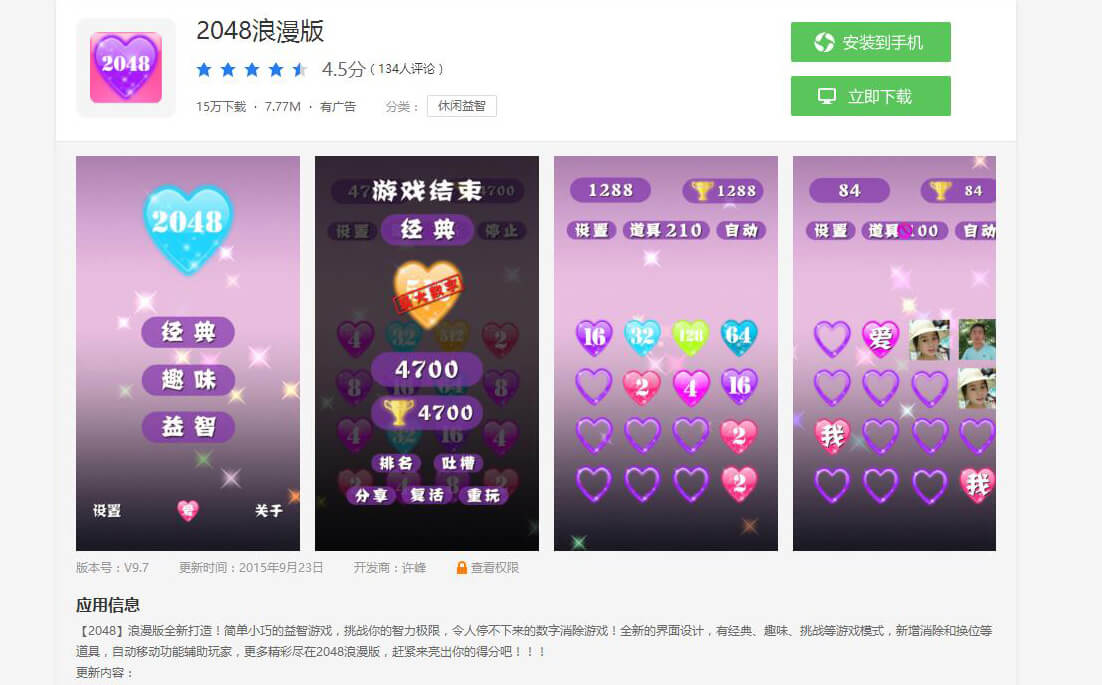 2048
2048浪漫版
4.5分 ( 134人评论 )
15万下载 · 7.77M · 有广告 分类： 休闲益智
安装到手机
立即下载
2048
经典
趣味
益智
设置 爱 关于
游戏结束
4700
设置 经典 停止
最大数字
4 32 512 2
4700
8 16 64 8
4700
4 32 16 4
排名 吐槽
2 4 8 2
分享 复活 重玩
1288 1288
设置 道具210 自动
16 32 128 64
2 4 16
2
2
84 84
设置 道具 100 自动
爱
我
我
版本号：V9.7 更新时间：2015年9月23日 开发商：许峰 查看权限
应用信息
【2048】浪漫版全新打造！简单小巧的益智游戏，挑战你的智力极限，令人停不下来的数字消除游戏！全新的界面设计，有经典、趣味、挑战等游戏模式，新增消除和换位等
道具，自动移动功能辅助玩家，更多精彩尽在2048浪漫版，赶紧来亮出你的得分吧！！！
更新内容：